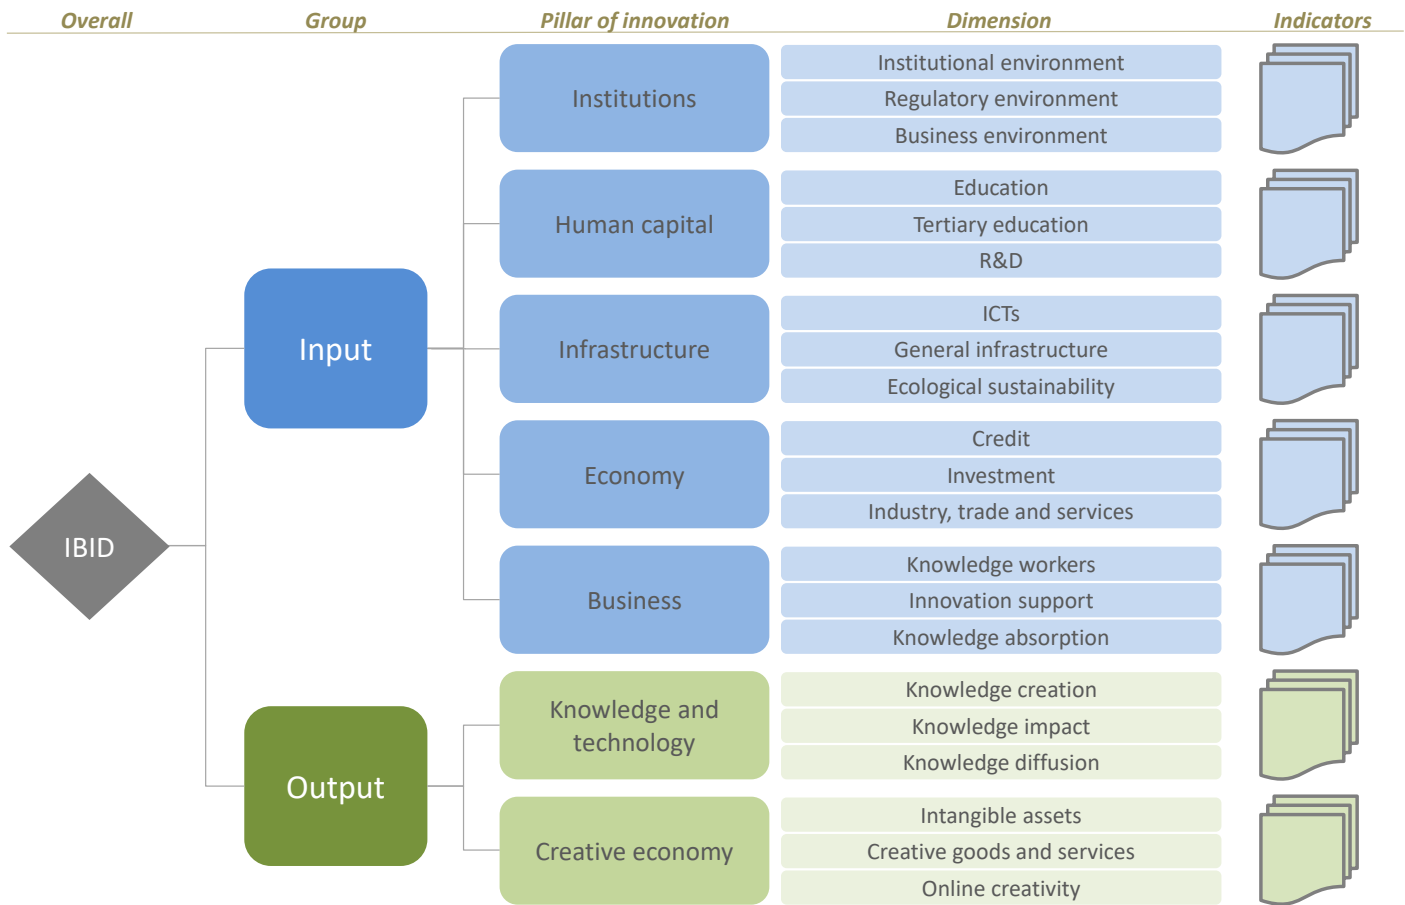 Overall Group Pillar of innovation Dimension Indicators
Institutions
Institutional environment
Regulatory environment
Business environment
Human capital
Education
Tertiary education
R&D
Input
Infrastructure
ICTs
General infrastructure
Ecological sustainability
Economy
Credit
Investment
Industry, trade and services
IBID
Business
Knowledge workers
Innovation support
Knowledge absorption
Output
Knowledge and
technology
Knowledge creation
Knowledge impact
Knowledge diffusion
Creative economy
Intangible assets
Creative goods and services
Online creativity